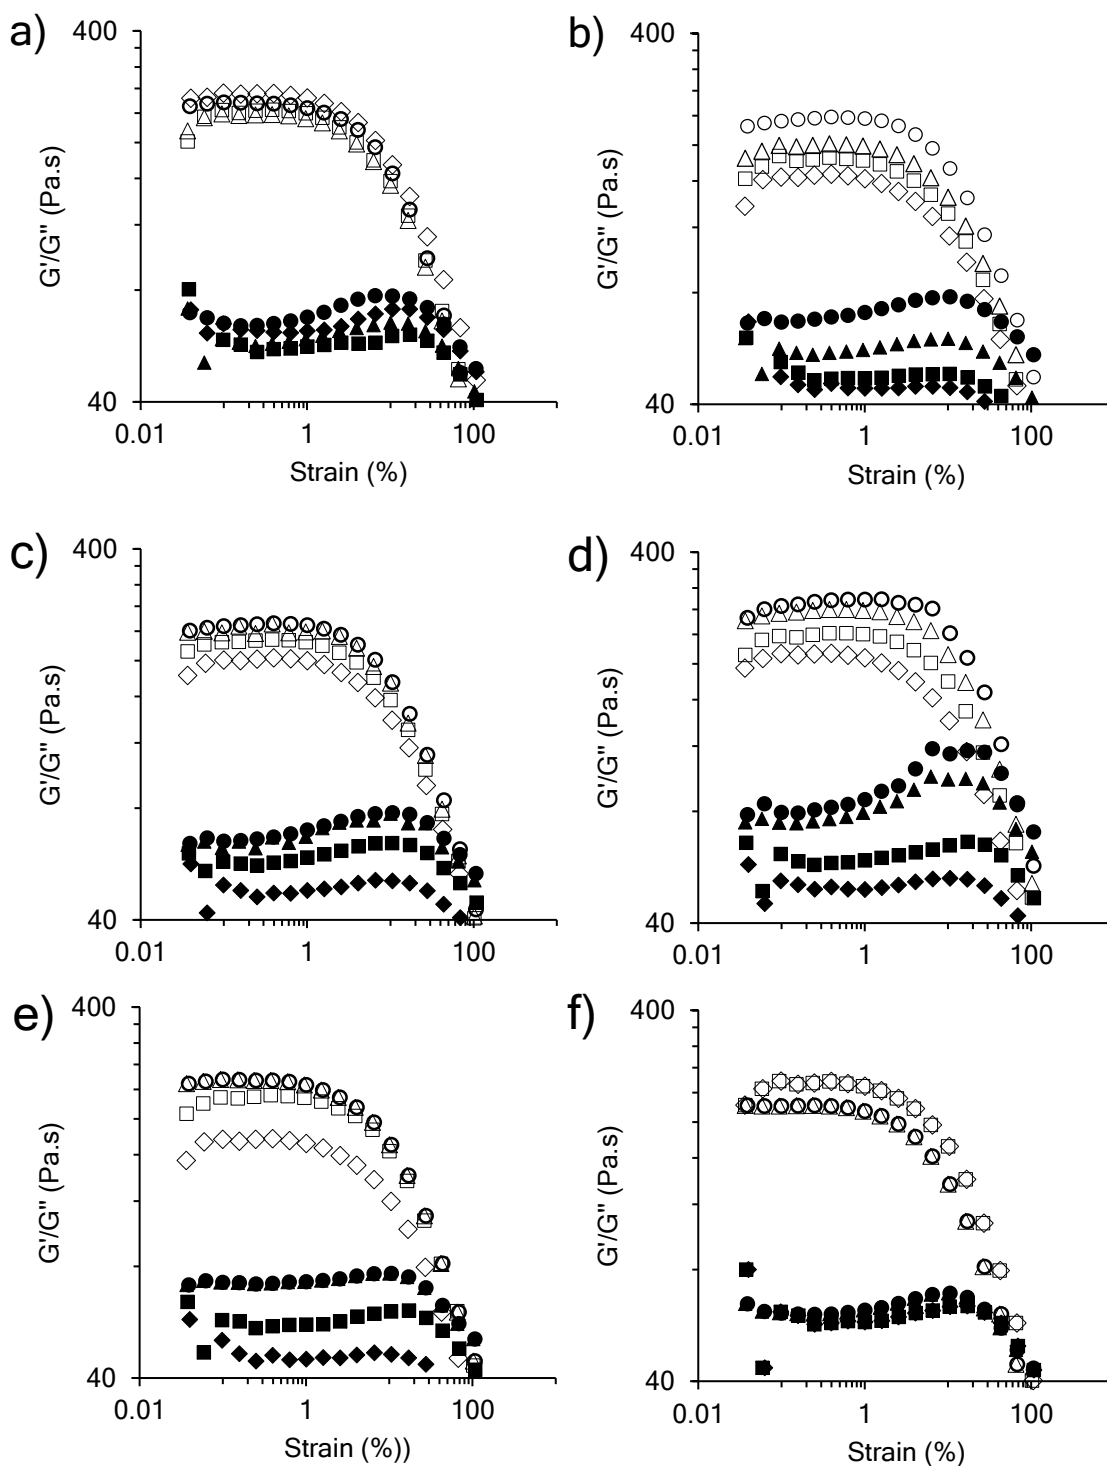 a)
400
G'/G" (Pa.s)
40
0.01
1
100
Strain (%)
b)
400
G'/G" (Pa.s)
40
0.01
1
100
Strain (%)
c)
400
G'/G" (Pa.s)
40
0.01
1
100
d)
400
G'/G" (Pa.s)
40
0.01
1
100
e)
400
G'/G" (Pa.s)
40
0.01
1
100
Strain (%))
f)
400
G'/G" (Pa.s)
40
0.01
1
100
Strain (%)